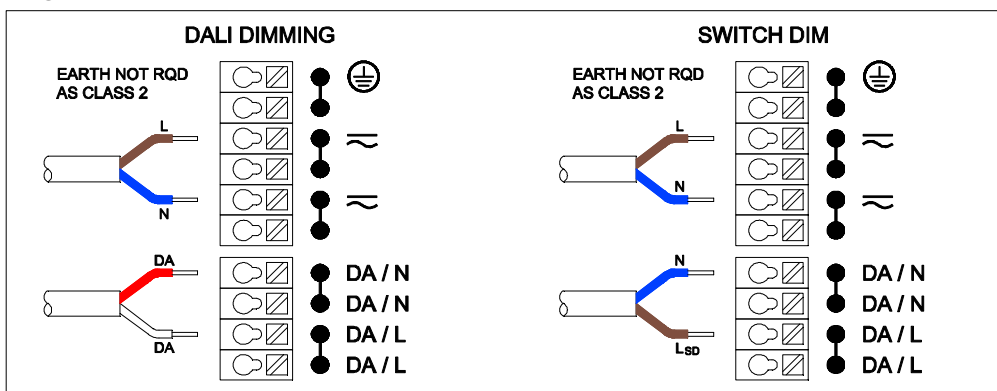 DALI DIMMING
EARTH NOT RQD
AS CLASS 2
L
N
DA
DA
DA / N
DA / N
DA / L
DA / L
SWITCH DIM
EARTH NOT RQD
AS CLASS 2
L
N
N
LSD
DA / N
DA / N
DA / L
DA / L